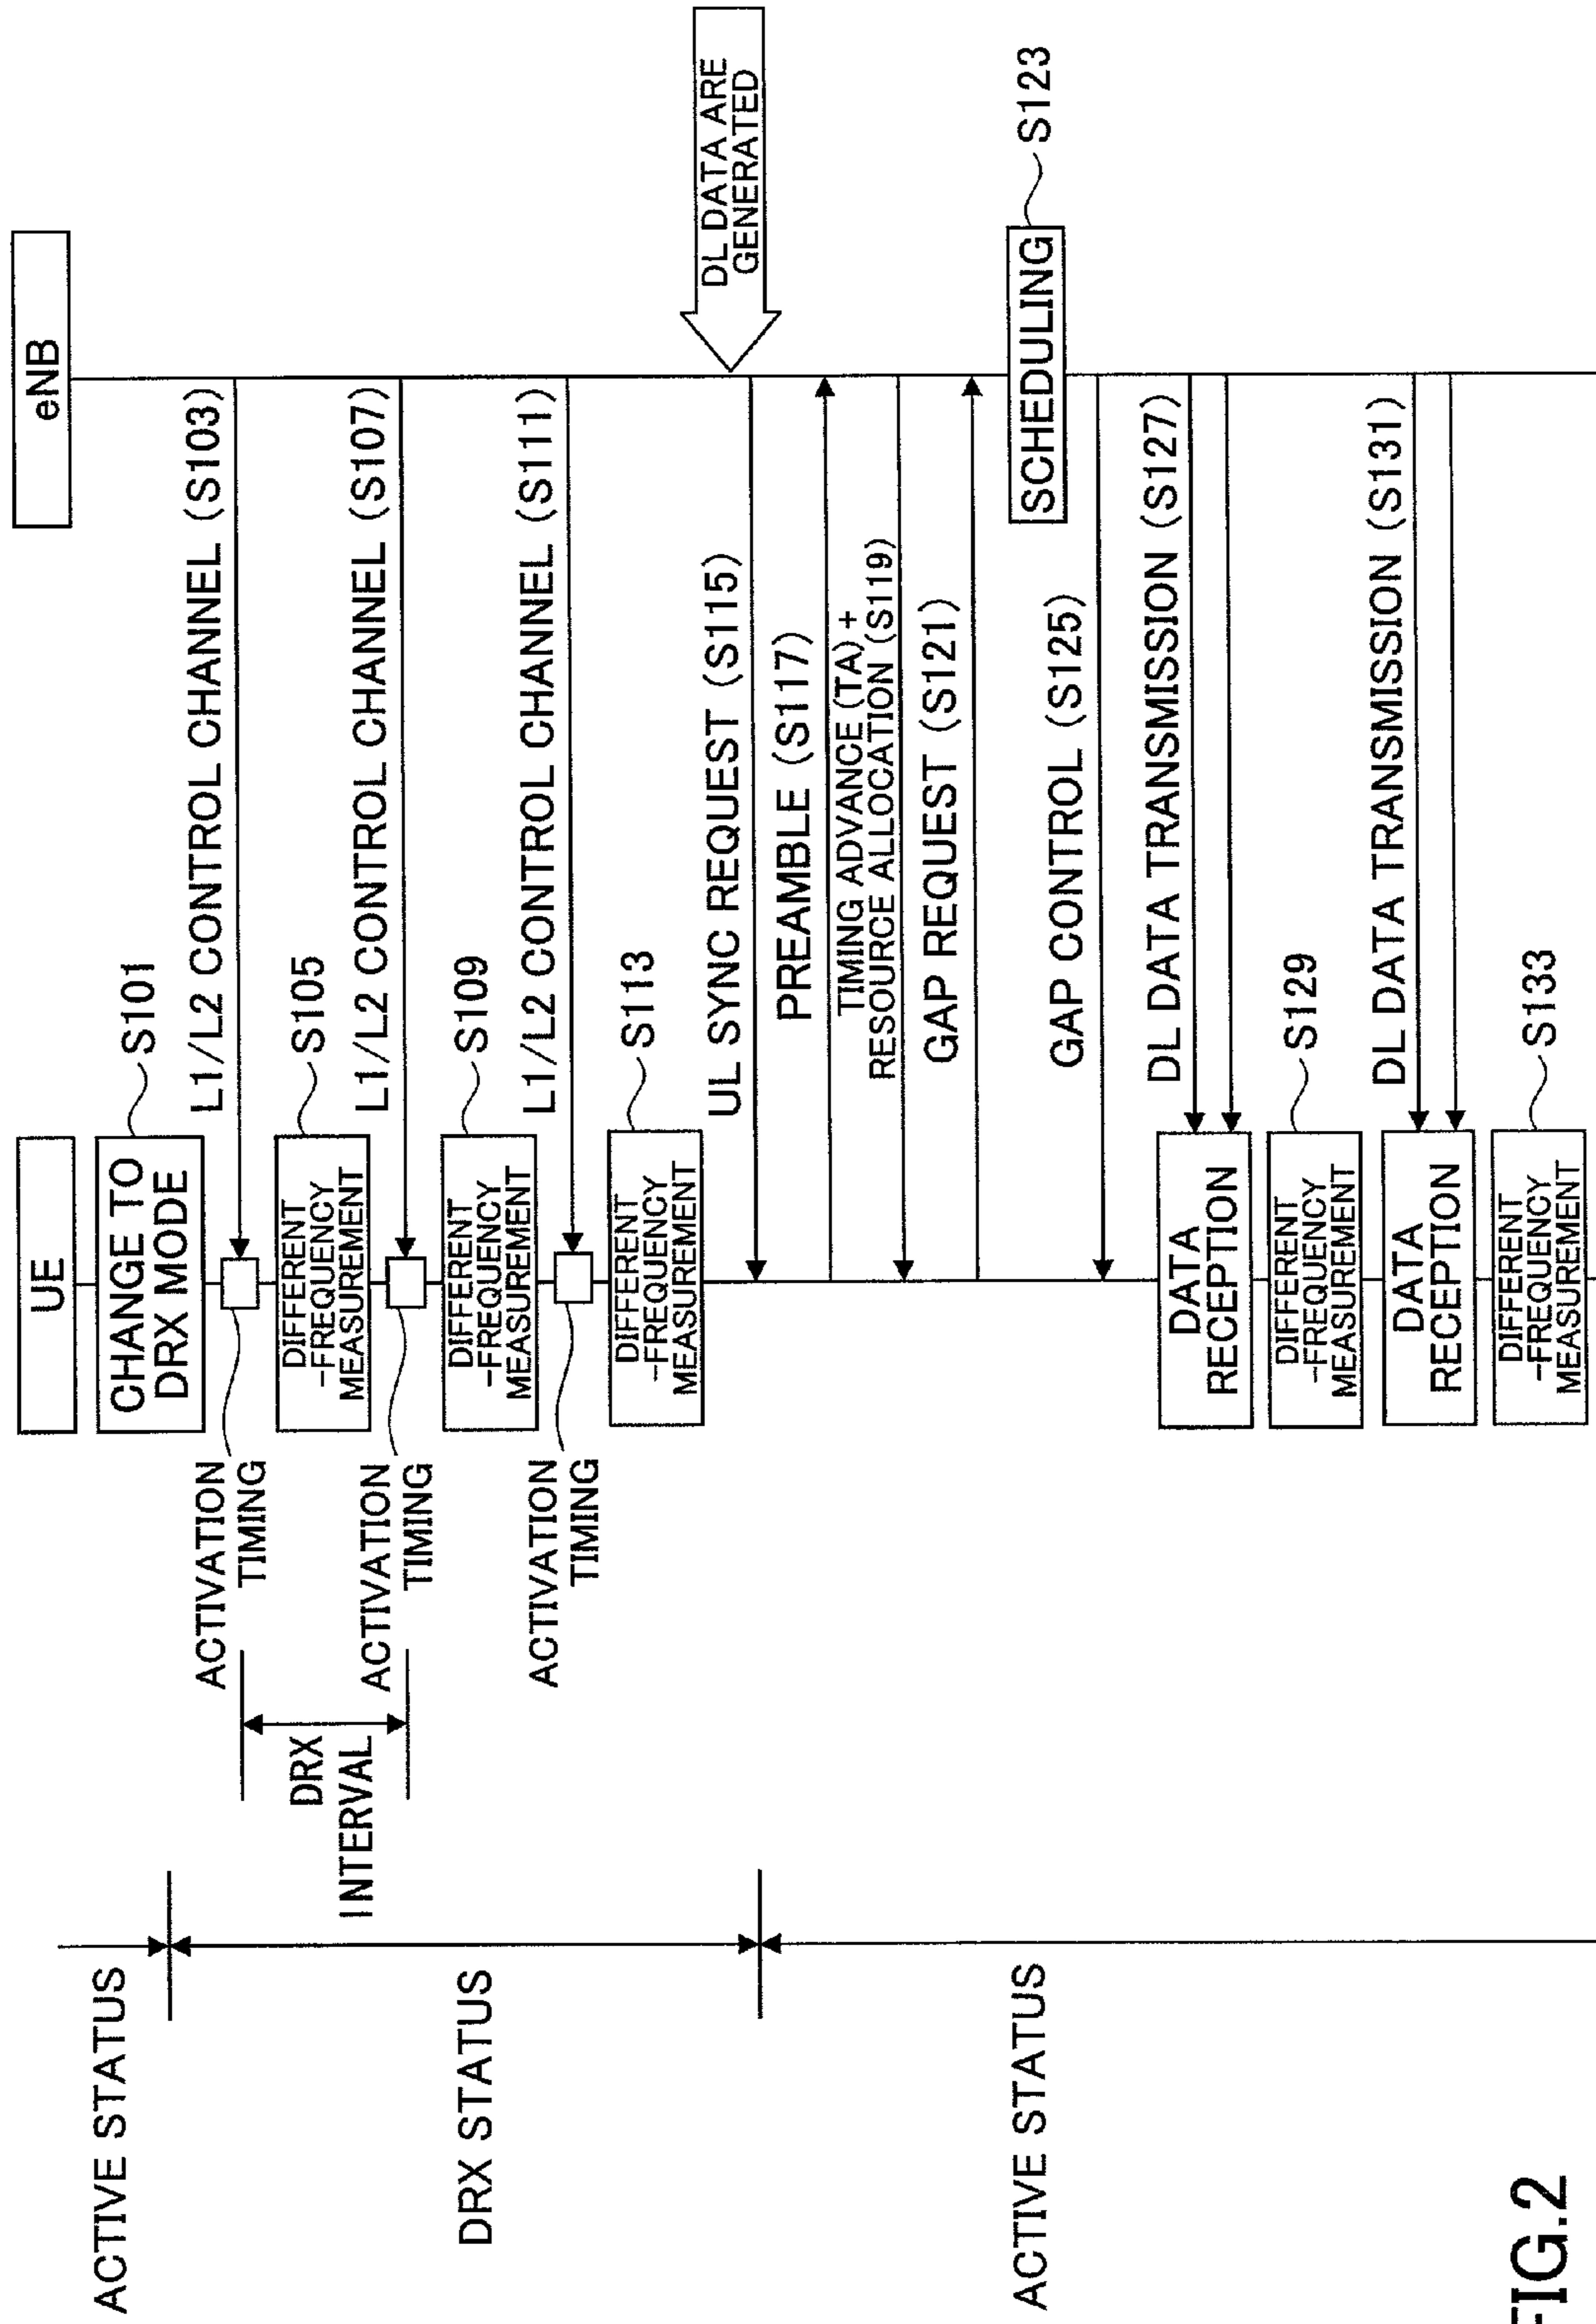 UE
eNB
ACTIVE STATUS
CHANGE TO
DRX MODE
S101
L1/L2 CONTROL CHANNEL (S103)
ACTIVATION
TIMING
DIFFERENT
-FREQUENCY
MEASUREMENT
S105
DRX
INTERVAL
L1/L2 CONTROL CHANNEL (S107)
ACTIVATION
TIMING
DRX STATUS
DIFFERENT
-FREQUENCY
MEASUREMENT
S109
L1/L2 CONTROL CHANNEL (S111)
ACTIVATION
TIMING
DIFFERENT
-FREQUENCY
MEASUREMENT
S113
DL DATA ARE
GENERATED
UL SYNC REQUEST (S115)
PREAMBLE (S117)
TIMING ADVANCE (TA) +
RESOURCE ALLOCATION (S119)
GAP REQUEST (S121)
ACTIVE STATUS
SCHEDULING
S123
GAP CONTROL (S125)
DL DATA TRANSMISSION (S127)
DATA
RECEPTION
DIFFERENT
-FREQUENCY
MEASUREMENT
S129
DL DATA TRANSMISSION (S131)
DATA
RECEPTION
DIFFERENT
-FREQUENCY
MEASUREMENT
S133
FIG.2